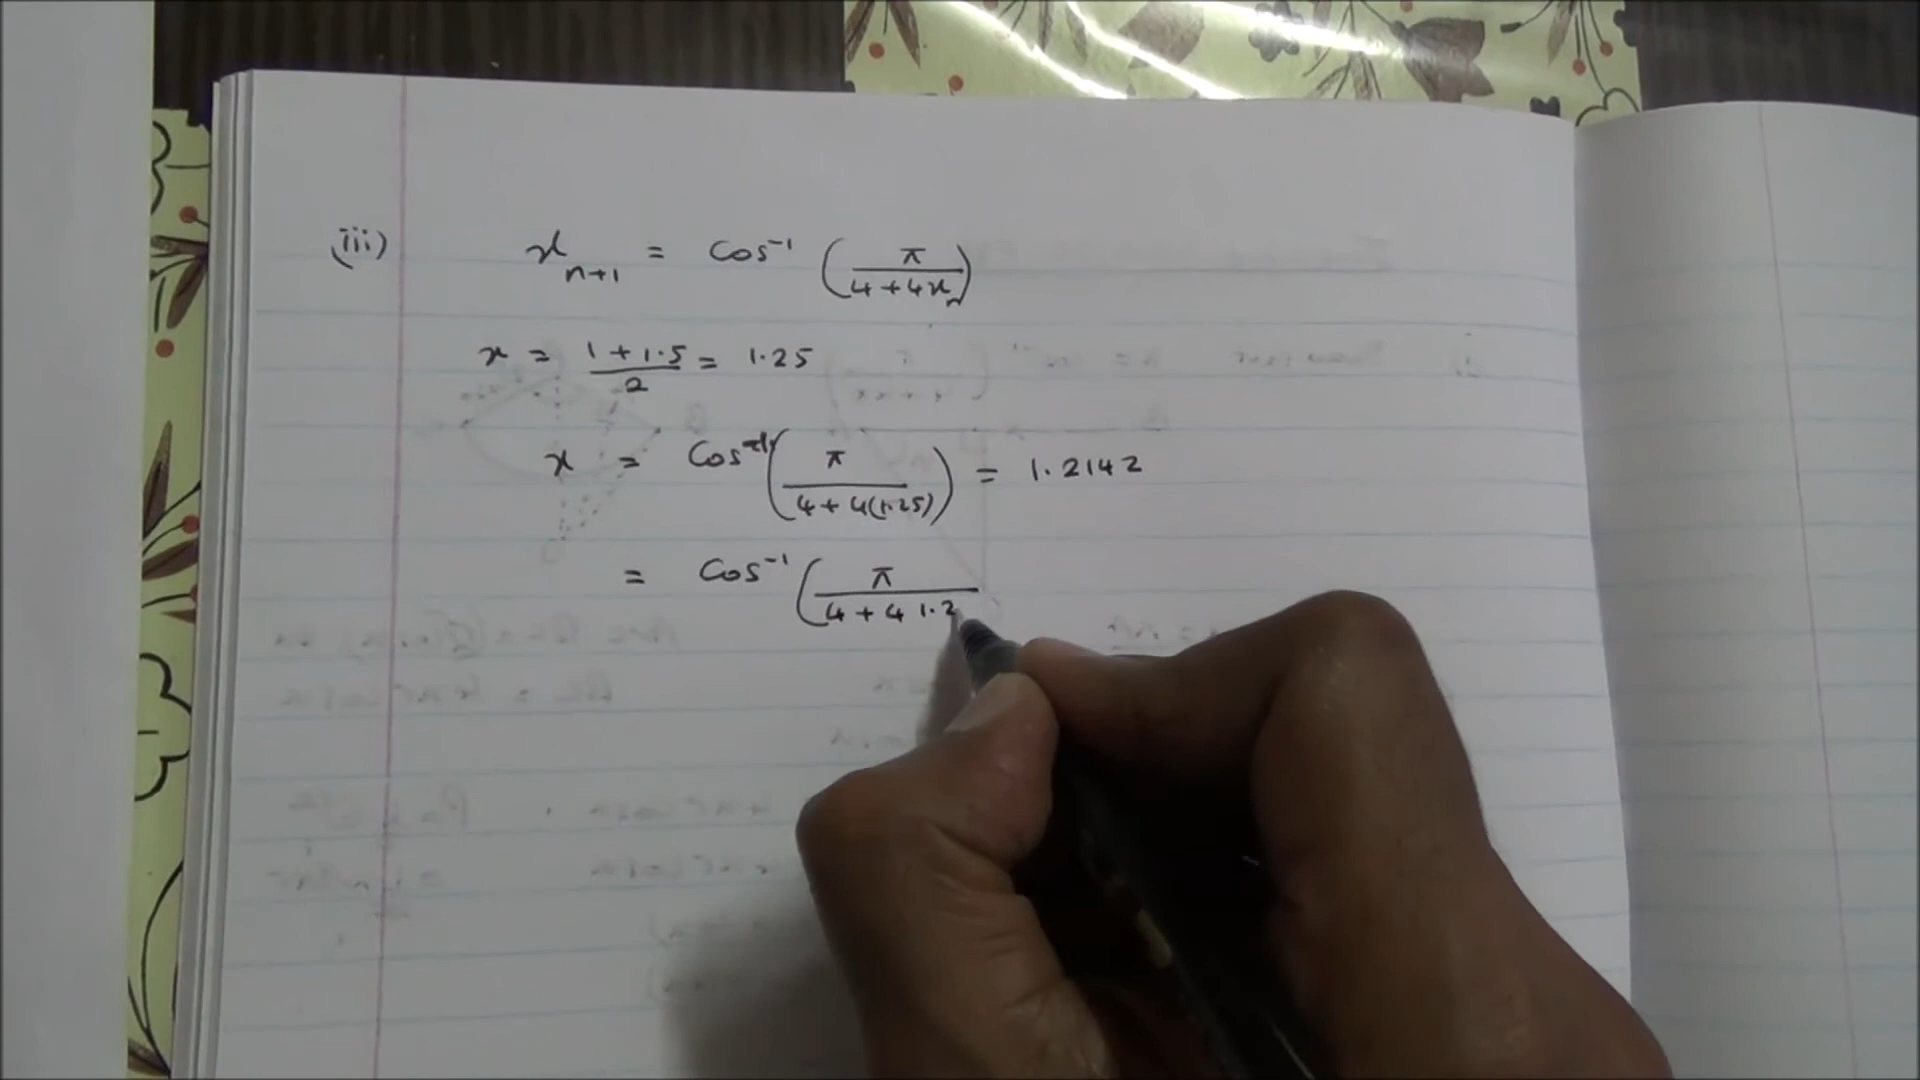 (iii) x_{n+1} = Cos⁻¹ (π / (4 + 4x_n))
x = (1 + 1.5) / 2 = 1.25
x = Cos⁻¹ (π / (4 + 4(1.25))) = 1.2142
= Cos⁻¹ (π / (4 + 4 1.2